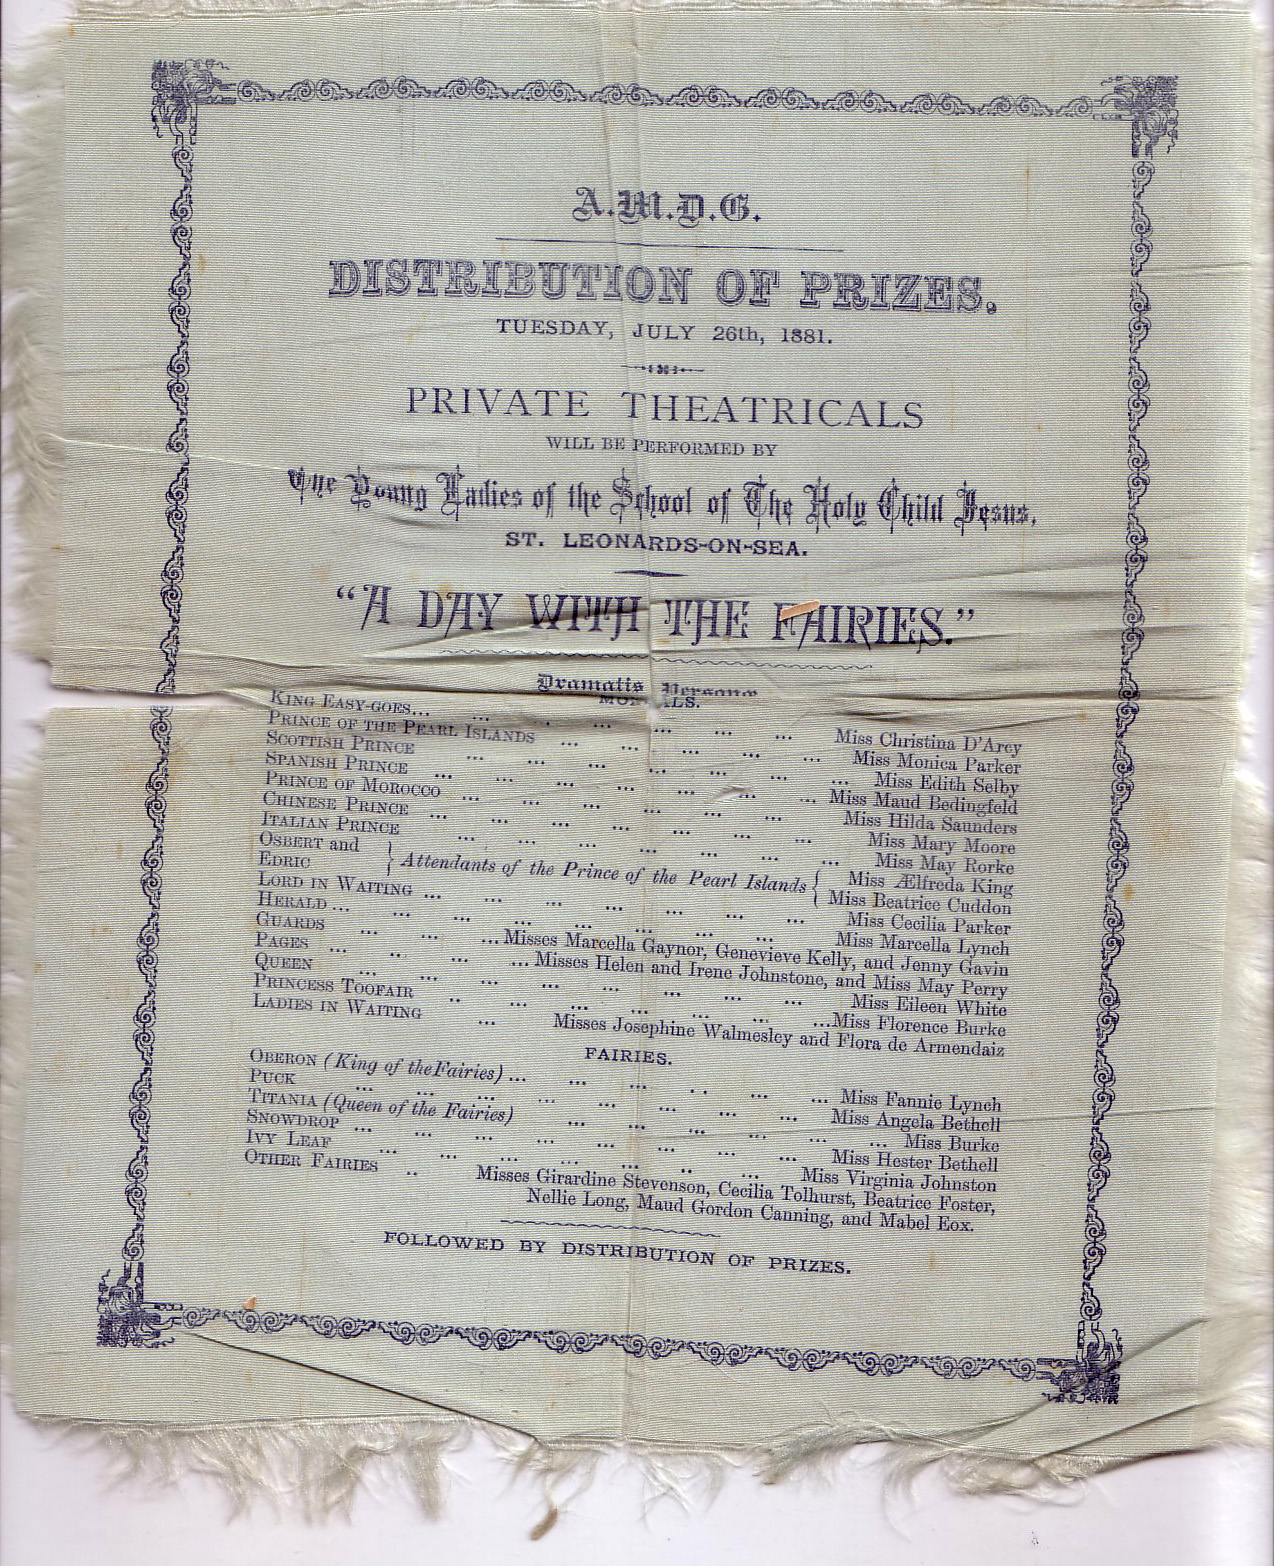 A.M.D.G.
DISTRIBUTION OF PRIZES.
TUESDAY, JULY 26th, 1881.
PRIVATE THEATRICALS
WILL BE PERFORMED BY
The Young Ladies of the School of The Holy Child Jesus,
ST. LEONARDS-ON-SEA.
"A DAY WITH THE FAIRIES."
Dramatis Personæ
MORTALS.
KING EASY-GOES... ... ... ... ... ... ... Miss Christina D'Arcy
PRINCE OF THE PEARL ISLANDS ... ... ... ... ... Miss Monica Parker
SCOTTISH PRINCE ... ... ... ... ... ... Miss Edith Selby
SPANISH PRINCE ... ... ... ... ... ... ... Miss Maud Bedingfeld
PRINCE OF MOROCCO ... ... ... ... ... ... Miss Hilda Saunders
CHINESE PRINCE ... ... ... ... ... ... Miss Mary Moore
ITALIAN PRINCE ... ... ... ... ... ... ... Miss May Rorke
OSBERT and } Attendants of the Prince of the Pearl Islands { Miss Ælfreda King
EDRIC Miss Beatrice Cuddon
LORD IN WAITING ... ... ... ... ... ... ... Miss Cecilia Parker
HERALD ... ... ... ... ... ... ... Miss Marcella Lynch
GUARDS ... ... ...Misses Marcella Gaynor, Genevieve Kelly, and Jenny Gavin
PAGES ... ... ... ...Misses Helen and Irene Johnstone, and Miss May Perry
QUEEN ... ... ... ... ... ... ... Miss Eileen White
PRINCESS TOOFAIR .. ... ... ... ... ...Miss Florence Burke
LADIES IN WAITING ... Misses Josephine Walmesley and Flora de Armendaiz
FAIRIES.
OBERON (King of the Fairies)... ... ... .. ... ... Miss Fannie Lynch
PUCK ... ... ... ... ... ... ... ... Miss Angela Bethell
TITANIA (Queen of the Fairies) ... ... ... ... ... ... Miss Burke
SNOWDROP ... ... ... ... ... ... ... ... Miss Hester Bethell
IVY LEAF ... ... ... ... ... .. ... Miss Virginia Johnston
OTHER FAIRIES .. Misses Girardine Stevenson, Cecilia Tolhurst, Beatrice Foster,
Nellie Long, Maud Gordon Canning, and Mabel Eox.
FOLLOWED BY DISTRIBUTION OF PRIZES.